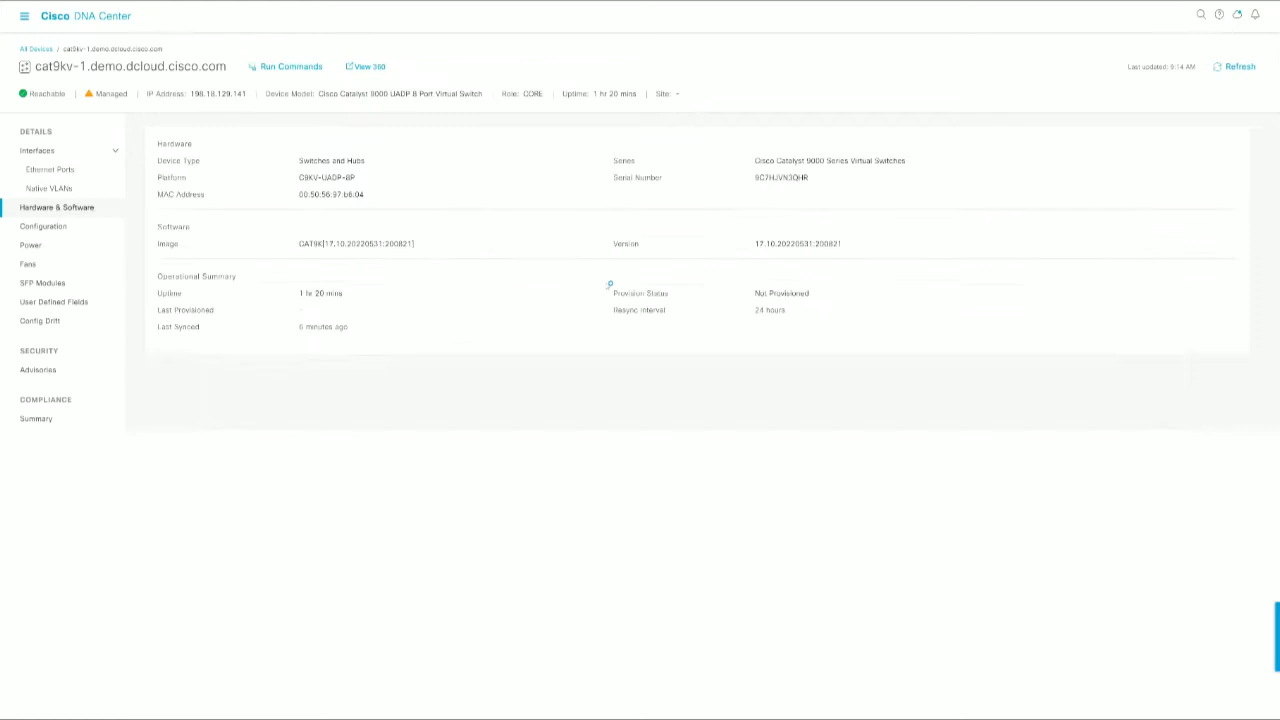 Cisco DNA Center
All Devices / cat9kv-1.demo.dcloud.cisco.com
cat9kv-1.demo.dcloud.cisco.com Run Commands View 360 Last updated: 9:14 AM Refresh
Reachable | Managed | IP Address: 198.18.129.141 | Device Model: Cisco Catalyst 9000 UADP 8 Port Virtual Switch | Role: CORE | Uptime: 1 hr 20 mins | Site: -
DETAILS
Interfaces
Ethernet Ports
Native VLANs
Hardware & Software
Configuration
Power
Fans
SFP Modules
User Defined Fields
Config Drift
SECURITY
Advisories
COMPLIANCE
Summary
Hardware
Device Type Switches and Hubs Series Cisco Catalyst 9000 Series Virtual Switches
Platform C9KV-UADP-8P Serial Number 9C7HJVN3QHR
MAC Address 00:50:56:97:b6:04
Software
Image CAT9K[17.10.20220531:200821] Version 17.10.20220531:200821
Operational Summary
Uptime 1 hr 20 mins Provision Status Not Provisioned
Last Provisioned - Resync Interval 24 hours
Last Synced 6 minutes ago